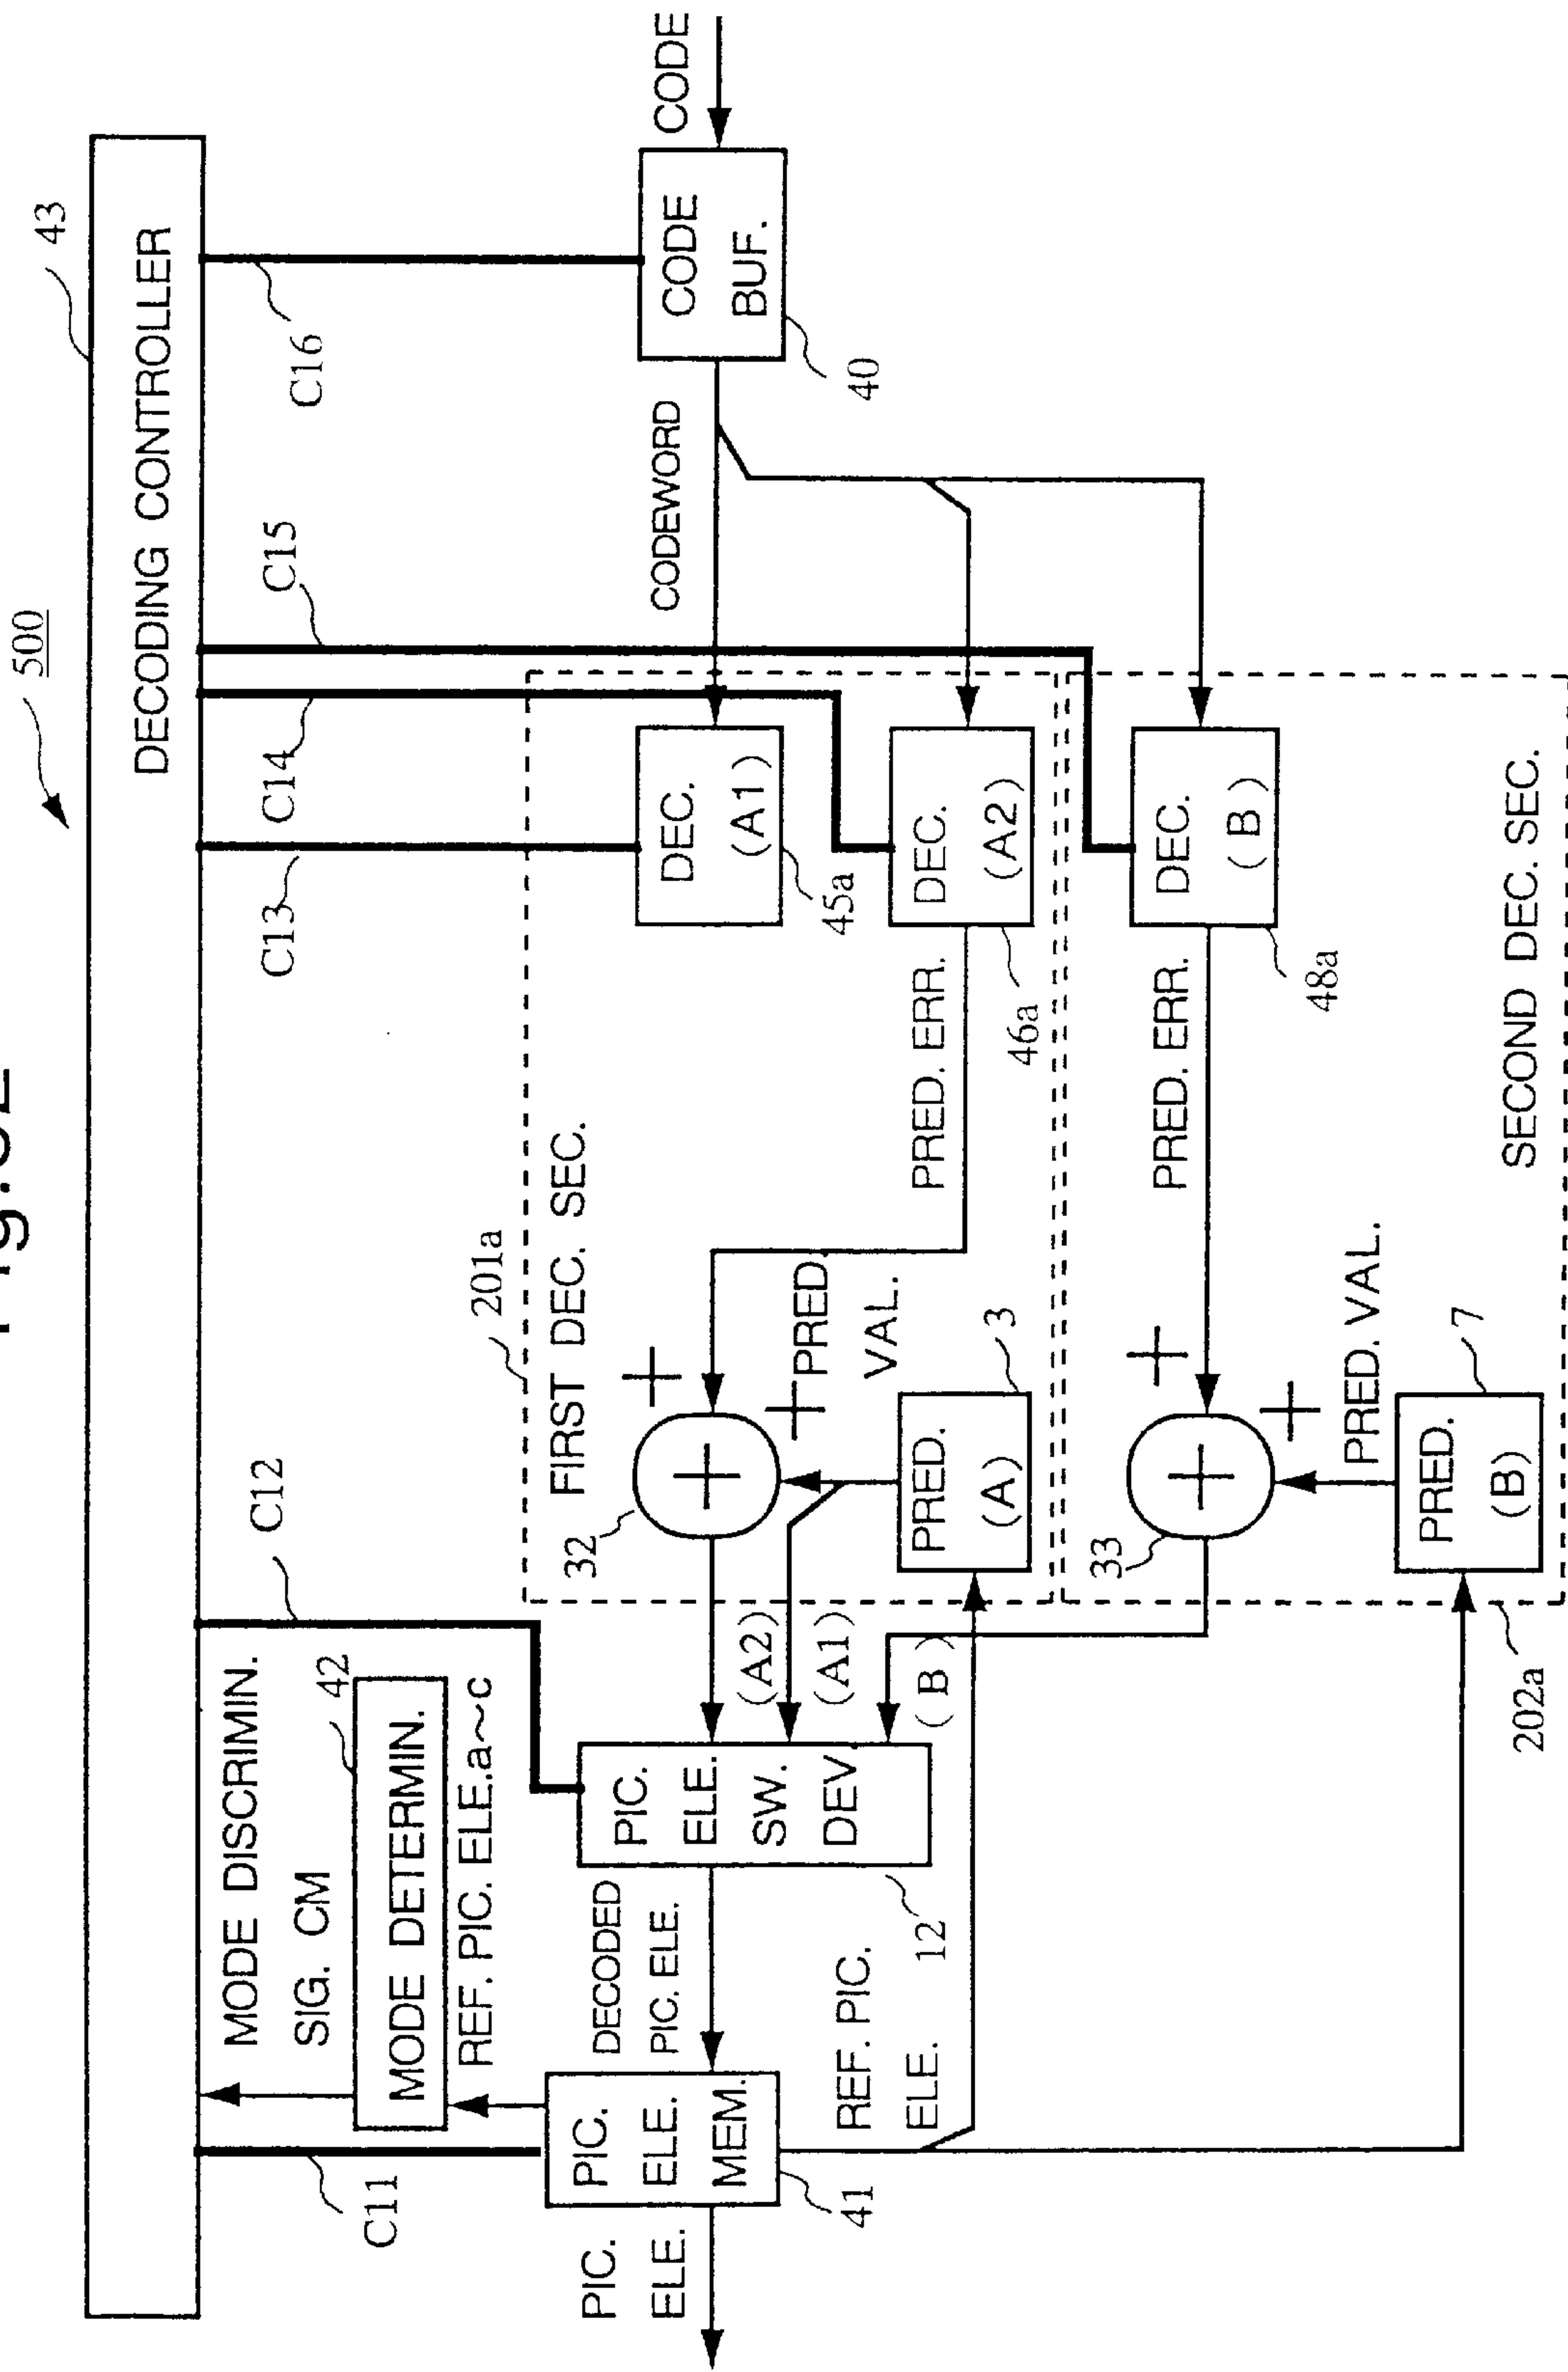 500
43
DECODING CONTROLLER
C11
MODE DISCRIMIN.
SIG. CM
C12
C13
C14
C15
C16
42
MODE DETERMIN.
REF. PIC. ELE.a~c
201a
FIRST DEC. SEC.
PIC.
ELE.
PIC.
ELE.
MEM.
41
DECODED
PIC. ELE.
PIC.
ELE.
SW.
DEV.
12
(A2)
(A1)
(B)
32
+
+
+
PRED.
VAL.
PRED.
(A)
3
PRED. ERR.
DEC.
(A1)
45a
DEC.
(A2)
46a
CODEWORD
CODE
BUF.
40
CODE
REF. PIC.
ELE.
33
+
+
+
PRED. ERR.
DEC.
(B)
48a
PRED. VAL.
PRED.
(B)
7
202a
SECOND DEC. SEC.